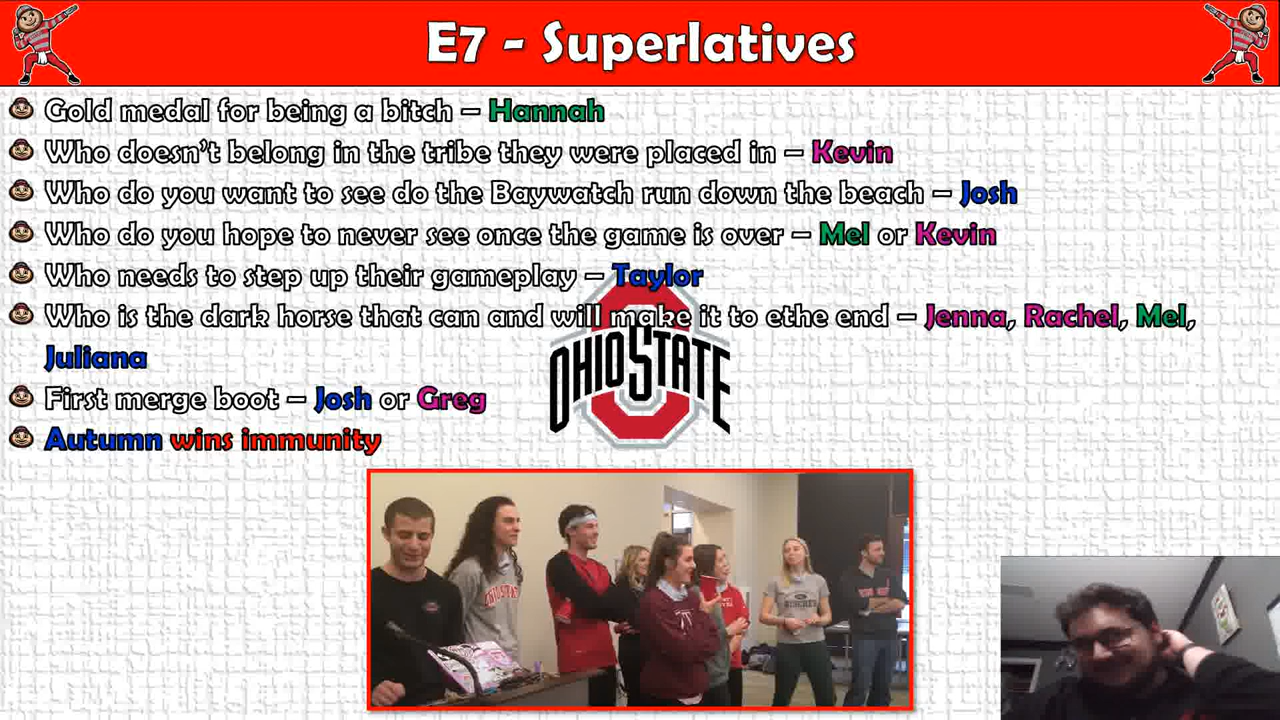 E7 - Superlatives
Gold medal for being a bitch – Hannah
Who doesn't belong in the tribe they were placed in – Kevin
Who do you want to see do the Baywatch run down the beach – Josh
Who do you hope to never see once the game is over – Mel or Kevin
Who needs to step up their gameplay – Taylor
Who is the dark horse that can and will make it to ethe end – Jenna, Rachel, Mel,
Juliana
First merge boot – Josh or Greg
Autumn wins immunity
OHIO STATE